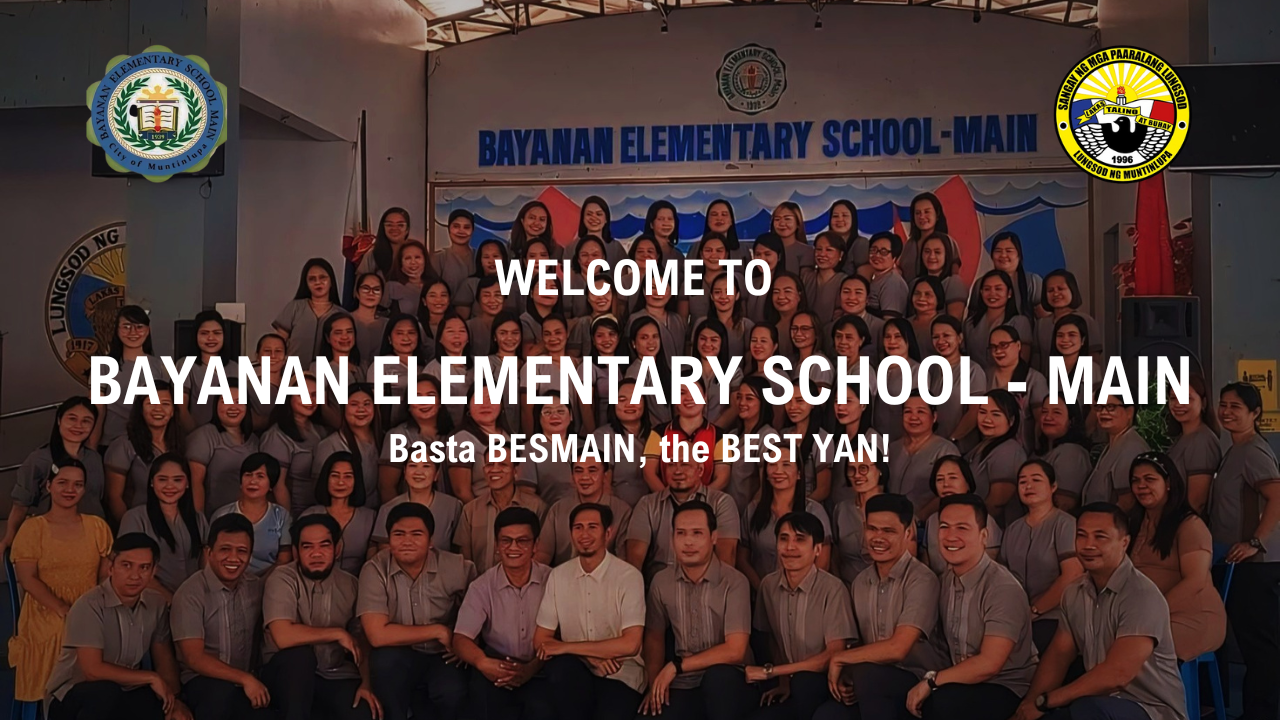 BAYANAN ELEMENTARY SCHOOL MAIN
1939
City of Muntinlupa
SANGAY NG MGA PAARALANG LUNGSOD
LAKAS TALINO AT BUHAY
1996
LUNGSOD NG MUNTINLUPA
BAYANAN ELEMENTARY SCHOOL-MAIN
LUNGSOD NG
1917
WELCOME TO
BAYANAN ELEMENTARY SCHOOL - MAIN
Basta BESMAIN, the BEST YAN!